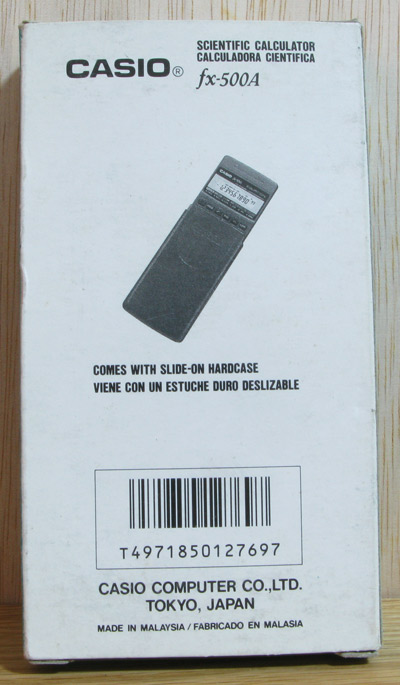 CASIO® SCIENTIFIC CALCULATOR
CALCULADORA CIENTIFICA
fx-500A
CASIO
COMES WITH SLIDE-ON HARDCASE
VIENE CON UN ESTUCHE DURO DESLIZABLE
T4971850127697
CASIO COMPUTER CO.,LTD.
TOKYO, JAPAN
MADE IN MALAYSIA / FABRICADO EN MALASIA